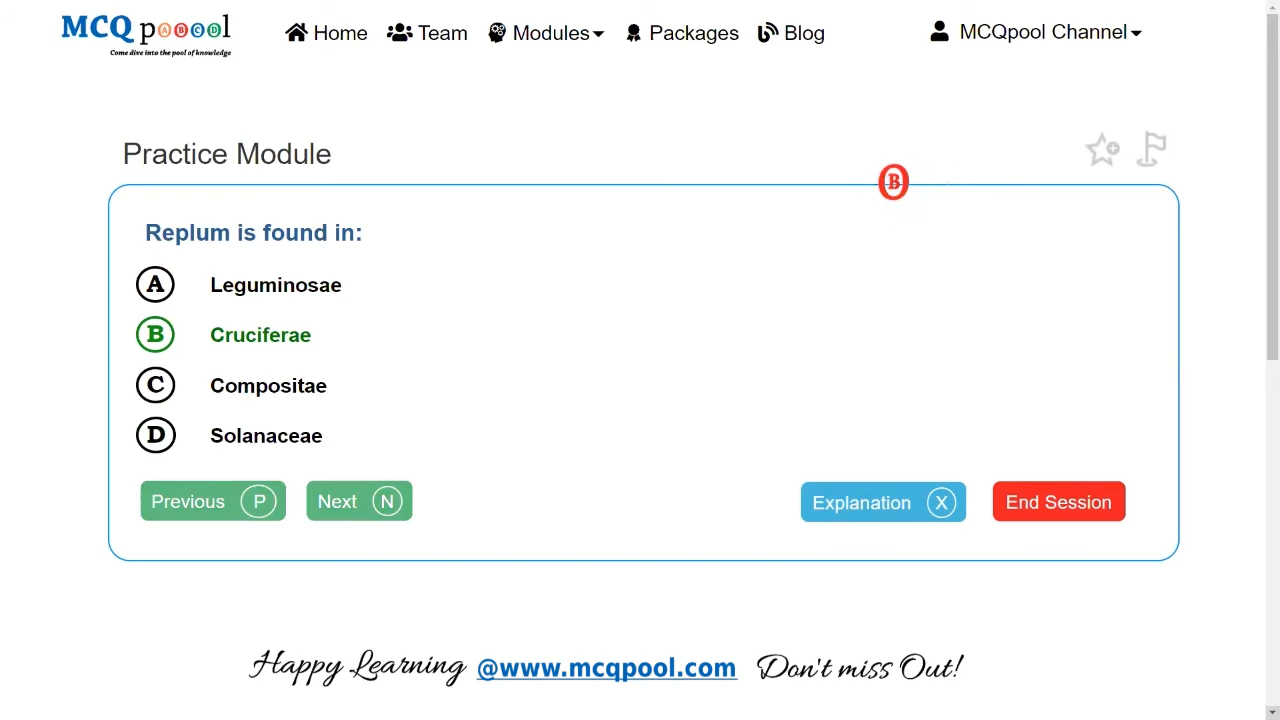 MCQ pⒶⒷⒸⒹl
Come dive into the pool of knowledge
Home Team Modules Packages Blog MCQpool Channel
Practice Module
B
Replum is found in:
A Leguminosae
B Cruciferae
C Compositae
D Solanaceae
Previous P Next N Explanation X End Session
Happy Learning @www.mcqpool.com Don't miss Out!